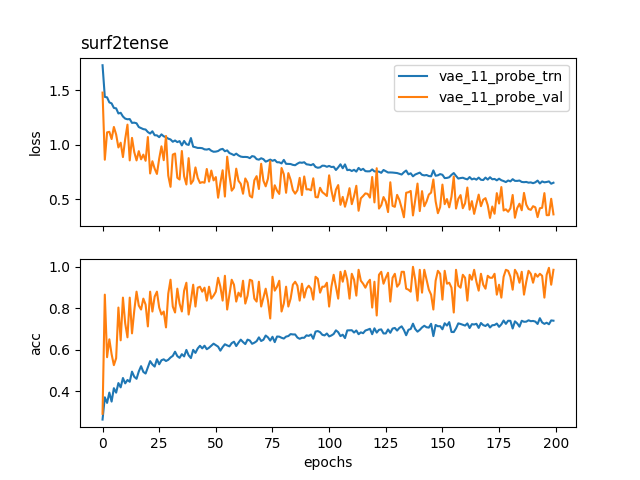 surf2tense
loss
1.5
1.0
0.5
vae_11_probe_trn
vae_11_probe_val
acc
1.0
0.8
0.6
0.4
0 25 50 75 100 125 150 175 200
epochs